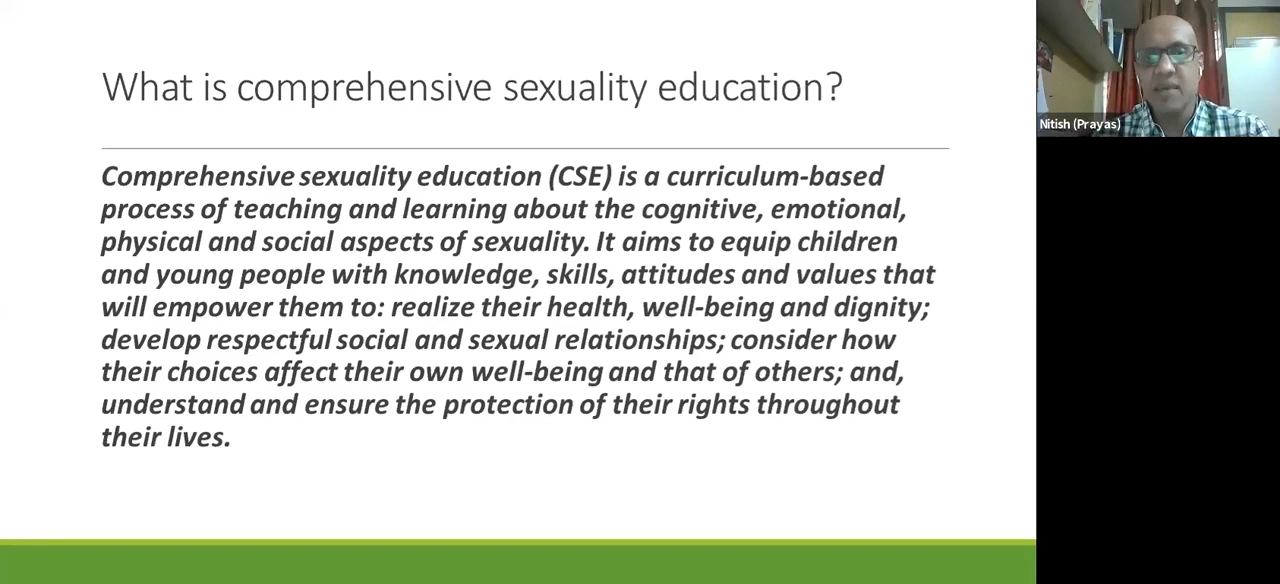 What is comprehensive sexuality education?
Comprehensive sexuality education (CSE) is a curriculum-based
process of teaching and learning about the cognitive, emotional,
physical and social aspects of sexuality. It aims to equip children
and young people with knowledge, skills, attitudes and values that
will empower them to: realize their health, well-being and dignity;
develop respectful social and sexual relationships; consider how
their choices affect their own well-being and that of others; and,
understand and ensure the protection of their rights throughout
their lives.
Nitish (Prayas)